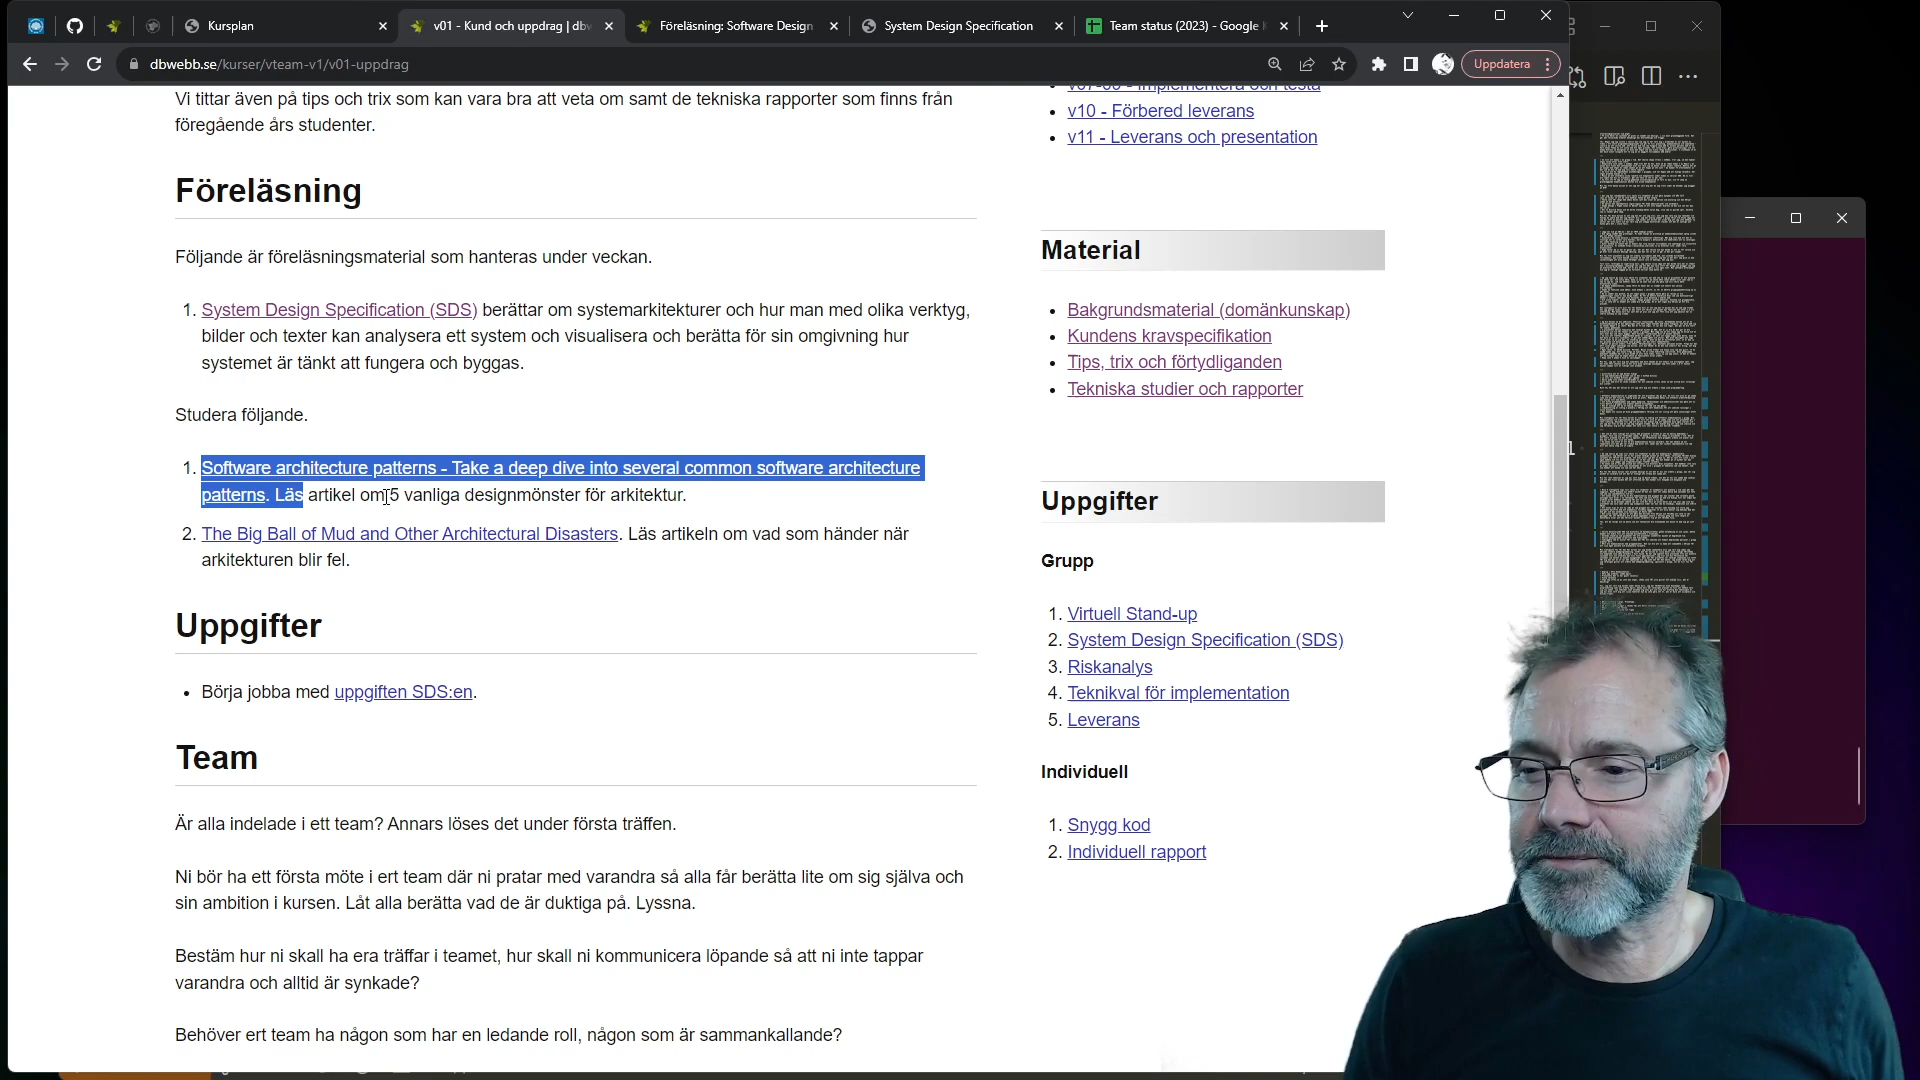 Kursplan
v01 - Kund och uppdrag | dbw
Föreläsning: Software Design
System Design Specification
Team status (2023) - Google
dbwebb.se/kurser/vteam-v1/v01-uppdrag
Uppdatera
Vi tittar även på tips och trix som kan vara bra att veta om samt de tekniska rapporter som finns från
föregående års studenter.
Föreläsning
Följande är föreläsningsmaterial som hanteras under veckan.
1. System Design Specification (SDS) berättar om systemarkitekturer och hur man med olika verktyg,
bilder och texter kan analysera ett system och visualisera och berätta för sin omgivning hur
systemet är tänkt att fungera och byggas.
Studera följande.
1. Software architecture patterns - Take a deep dive into several common software architecture
patterns. Läs artikel om 5 vanliga designmönster för arkitektur.
2. The Big Ball of Mud and Other Architectural Disasters. Läs artikeln om vad som händer när
arkitekturen blir fel.
Uppgifter
• Börja jobba med uppgiften SDS:en.
Team
Är alla indelade i ett team? Annars löses det under första träffen.
Ni bör ha ett första möte i ert team där ni pratar med varandra så alla får berätta lite om sig själva och
sin ambition i kursen. Låt alla berätta vad de är duktiga på. Lyssna.
Bestäm hur ni skall ha era träffar i teamet, hur skall ni kommunicera löpande så att ni inte tappar
varandra och alltid är synkade?
Behöver ert team ha någon som har en ledande roll, någon som är sammankallande?
• v07-09 - Implementera och testa
• v10 - Förbered leverans
• v11 - Leverans och presentation
Material
• Bakgrundsmaterial (domänkunskap)
• Kundens kravspecifikation
• Tips, trix och förtydliganden
• Tekniska studier och rapporter
Uppgifter
Grupp
1. Virtuell Stand-up
2. System Design Specification (SDS)
3. Riskanalys
4. Teknikval för implementation
5. Leverans
Individuell
1. Snygg kod
2. Individuell rapport